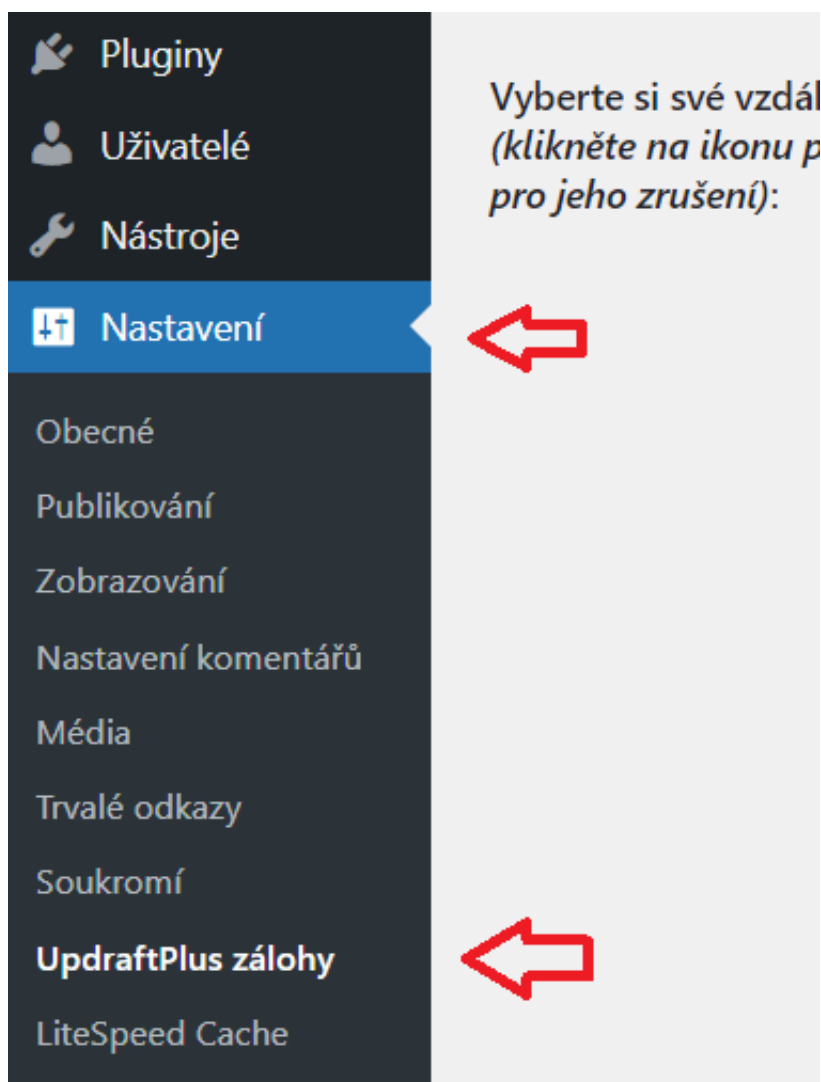 Pluginy
Uživatelé
Nástroje
Nastavení
Obecné
Publikování
Zobrazování
Nastavení komentářů
Média
Trvalé odkazy
Soukromí
UpdraftPlus zálohy
LiteSpeed Cache
Vyberte si své
(klikněte na ikonu
pro jeho zrušení):